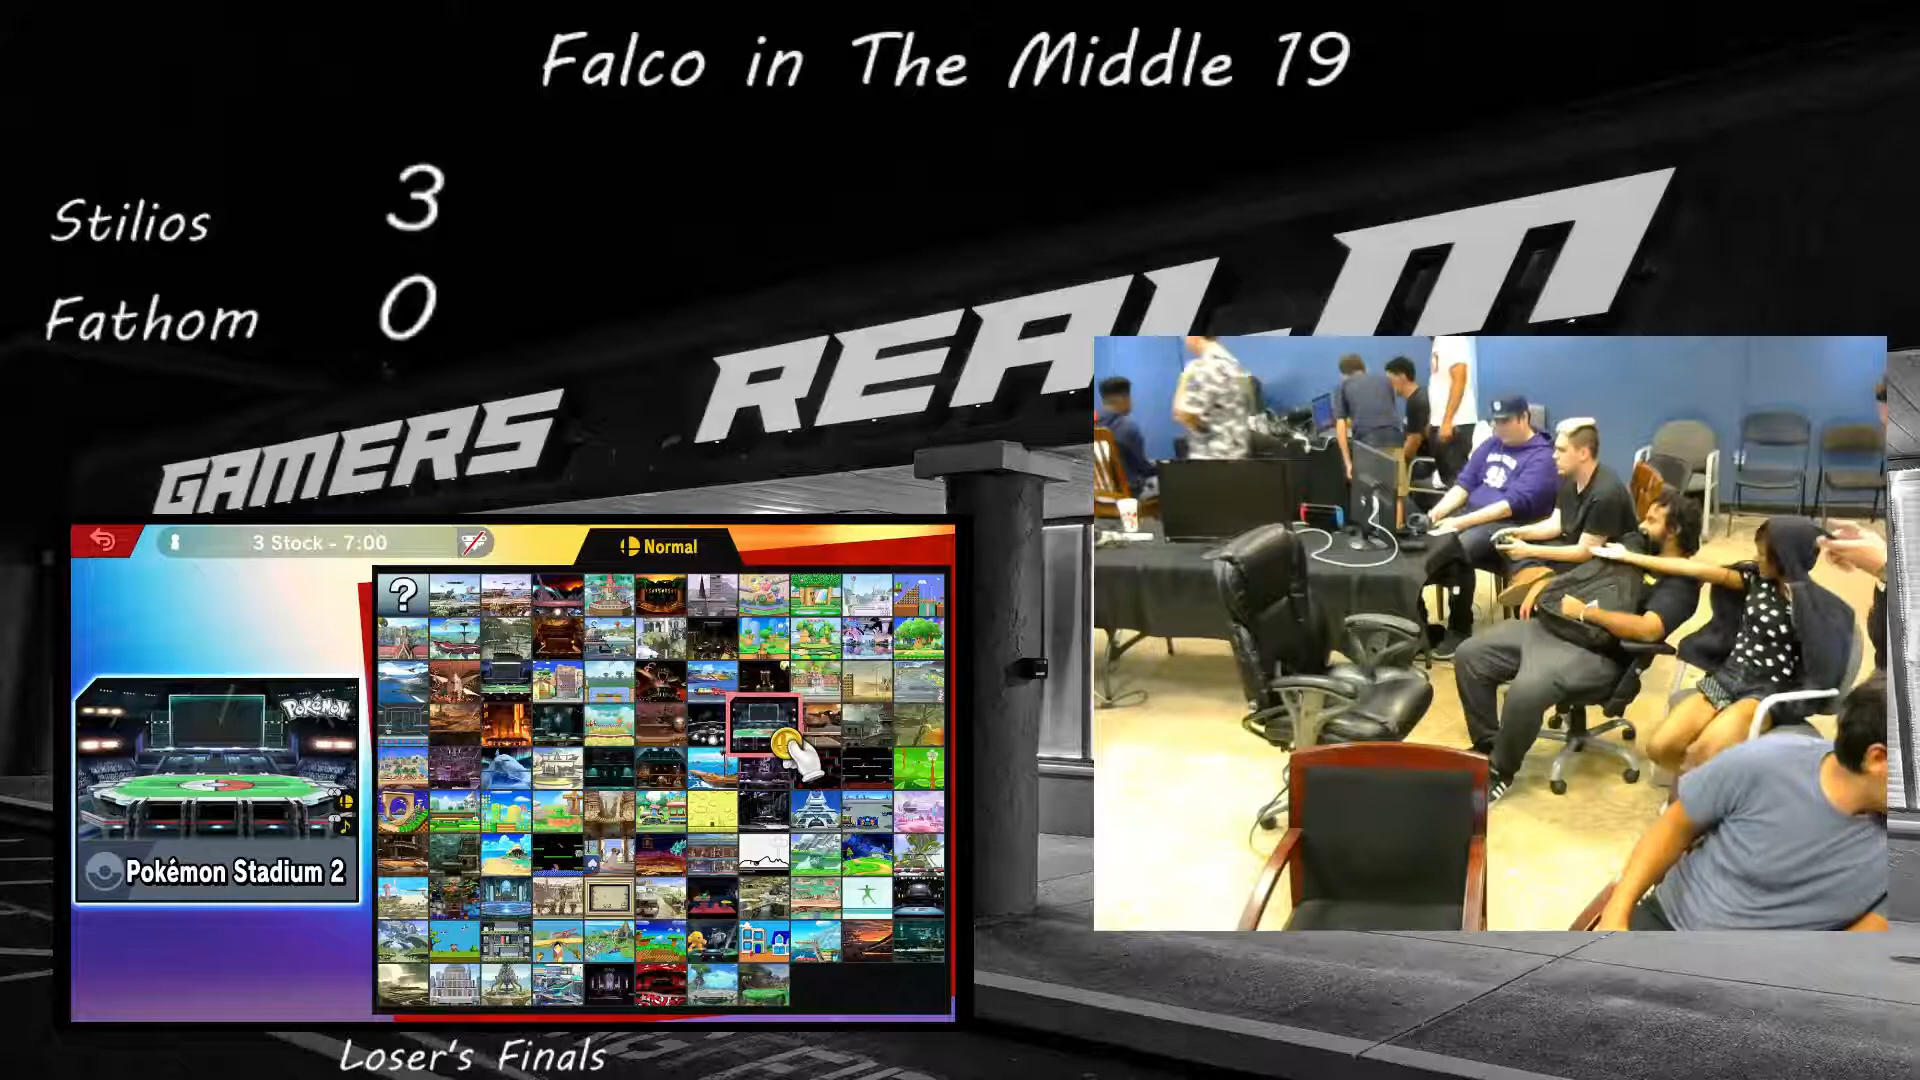 Falco in The Middle 19
Stilios 3
Fathom 0
GAMERS REALM
3 Stock - 7:00
Normal
?
Pokémon
Pokémon Stadium 2
Loser's Finals